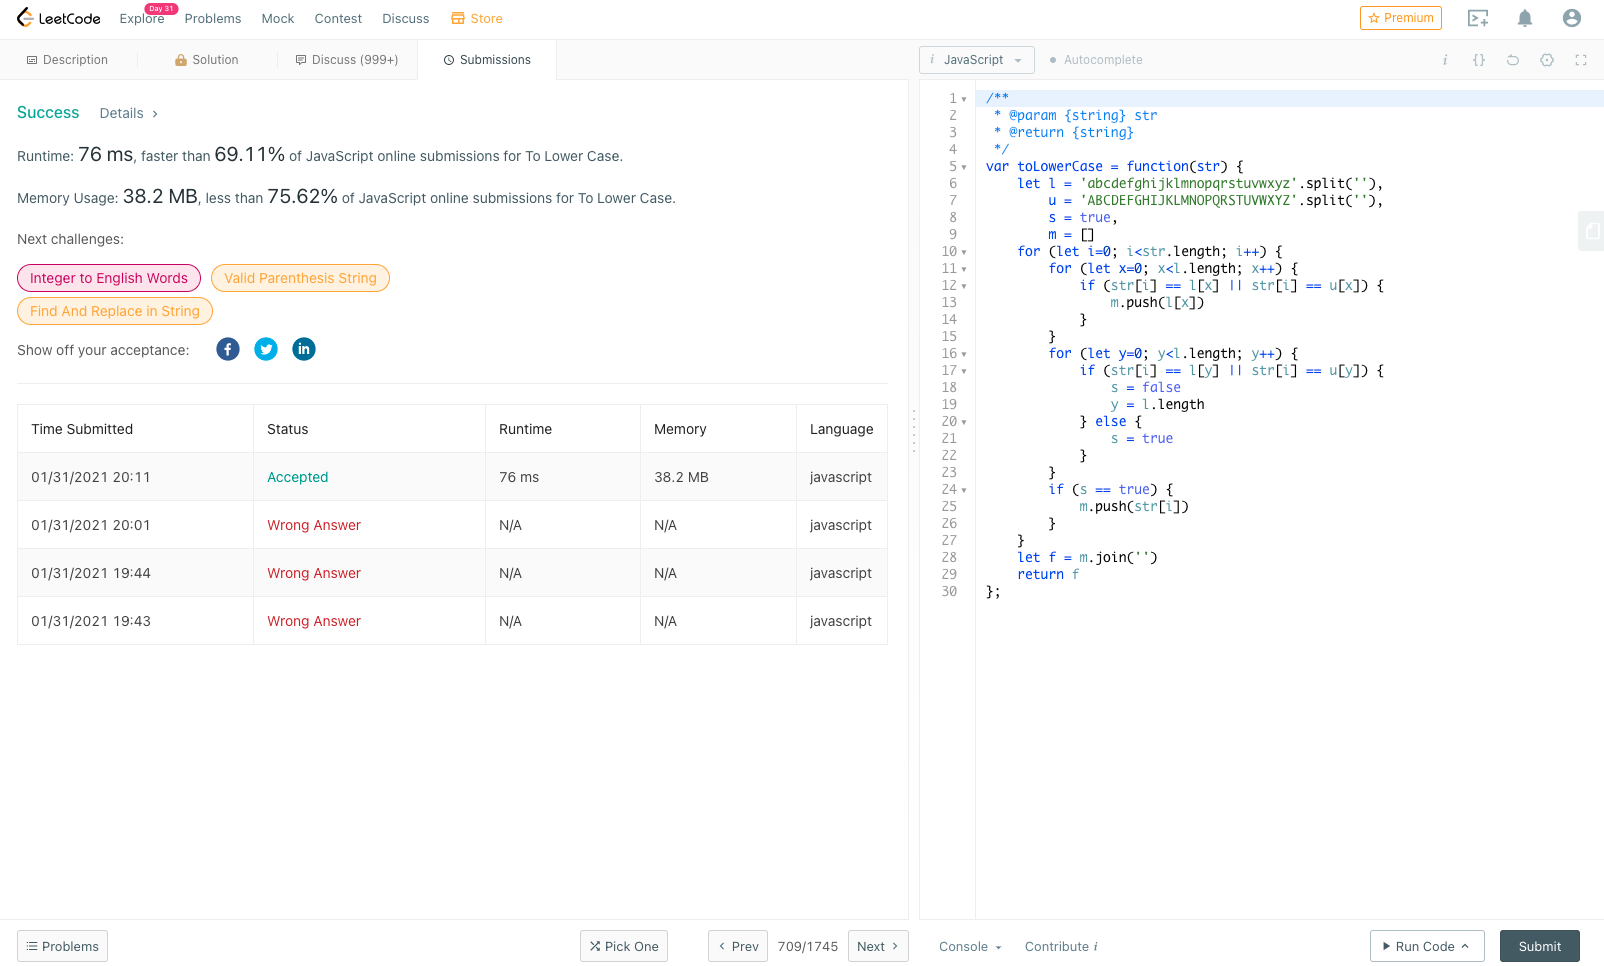 LeetCode
Explore
Day 31
Problems
Mock
Contest
Discuss
Store
Premium
Description
Solution
Discuss (999+)
Submissions
i JavaScript
Autocomplete
i
{}
Success
Details >
Runtime: 76 ms, faster than 69.11% of JavaScript online submissions for To Lower Case.
Memory Usage: 38.2 MB, less than 75.62% of JavaScript online submissions for To Lower Case.
Next challenges:
Integer to English Words
Valid Parenthesis String
Find And Replace in String
Show off your acceptance:
f
in
Time Submitted Status Runtime Memory Language
01/31/2021 20:11 Accepted 76 ms 38.2 MB javascript
01/31/2021 20:01 Wrong Answer N/A N/A javascript
01/31/2021 19:44 Wrong Answer N/A N/A javascript
01/31/2021 19:43 Wrong Answer N/A N/A javascript
1 /**
2  * @param {string} str
3  * @return {string}
4  */
5 var toLowerCase = function(str) {
6     let l = 'abcdefghijklmnopqrstuvwxyz'.split(''),
7         u = 'ABCDEFGHIJKLMNOPQRSTUVWXYZ'.split(''),
8         s = true,
9         m = []
10     for (let i=0; i<str.length; i++) {
11         for (let x=0; x<l.length; x++) {
12             if (str[i] == l[x] || str[i] == u[x]) {
13                 m.push(l[x])
14             }
15         }
16         for (let y=0; y<l.length; y++) {
17             if (str[i] == l[y] || str[i] == u[y]) {
18                 s = false
19                 y = l.length
20             } else {
21                 s = true
22             }
23         }
24         if (s == true) {
25             m.push(str[i])
26         }
27     }
28     let f = m.join('')
29     return f
30 };
Problems
Pick One
< Prev
709/1745
Next >
Console
Contribute i
Run Code
Submit